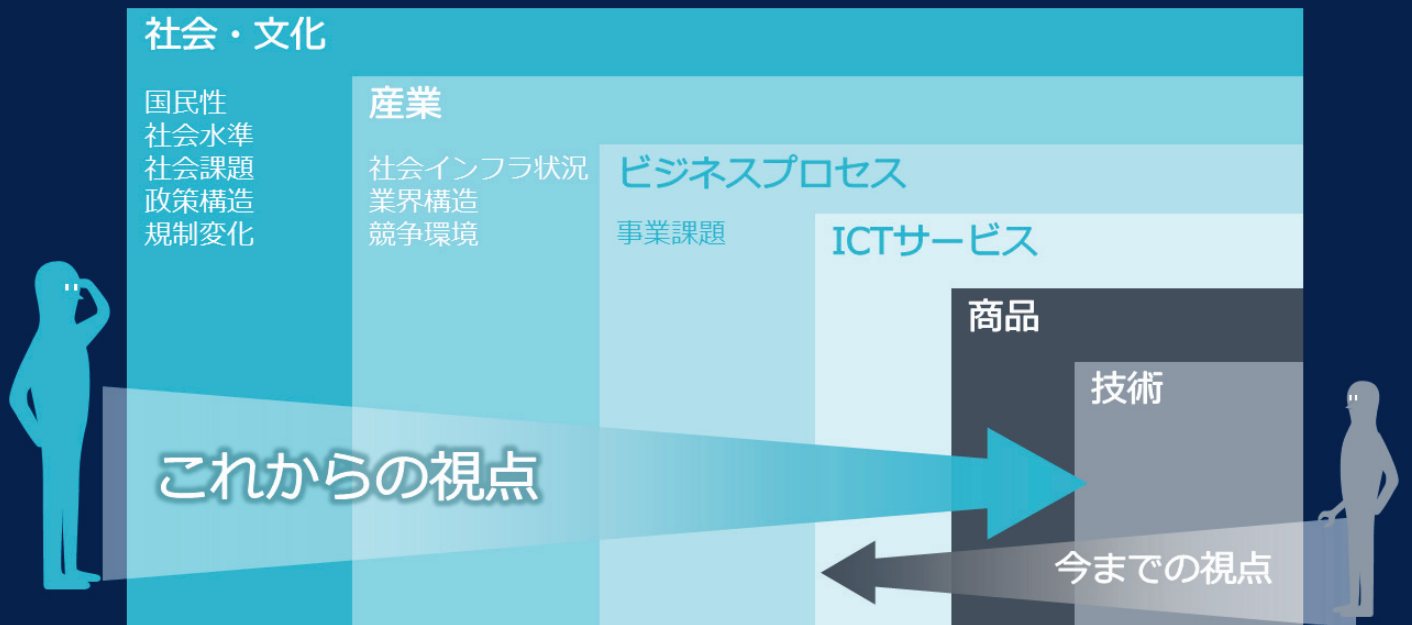 社会・文化
国民性
社会水準
社会課題
政策構造
規制変化
産業
社会インフラ状況
業界構造
競争環境
ビジネスプロセス
事業課題
ICTサービス
商品
技術
これからの視点
今までの視点